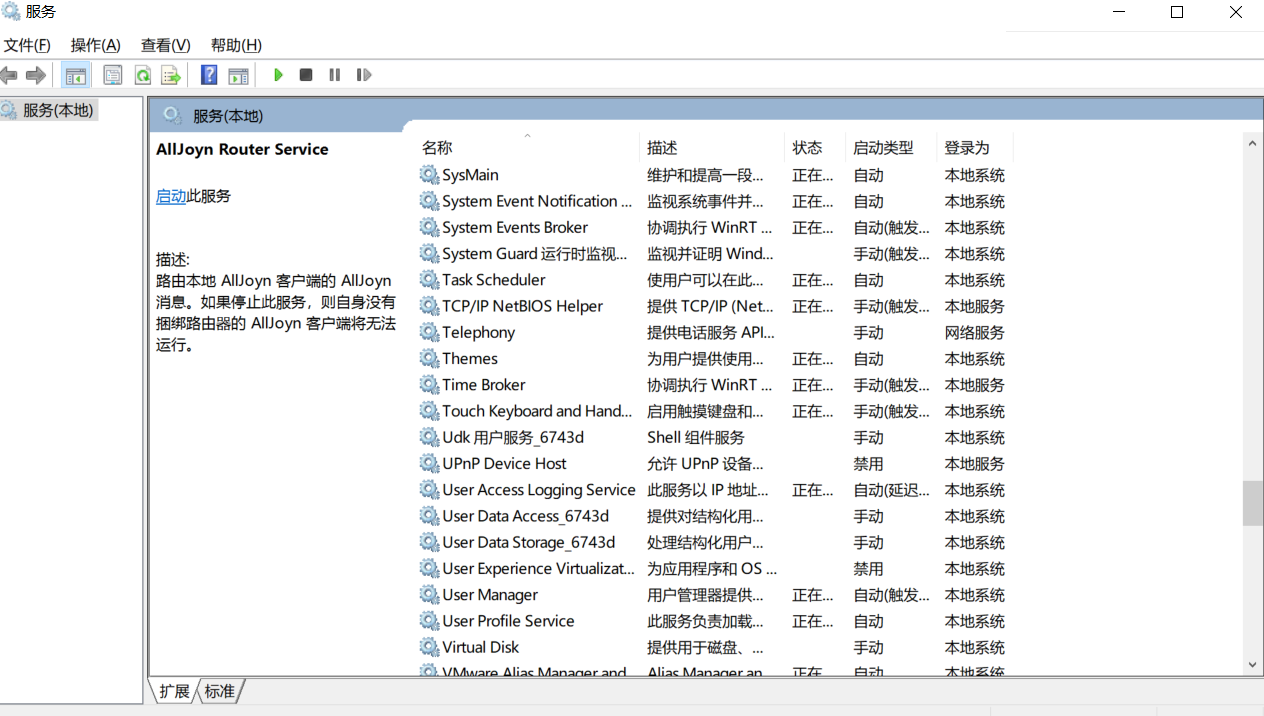 服务
文件(F) 操作(A) 查看(V) 帮助(H)
服务(本地)
服务(本地)
AllJoyn Router Service
启动此服务
描述:
路由本地 AllJoyn 客户端的 AllJoyn
消息。如果停止此服务，则自身没有
捆绑路由器的 AllJoyn 客户端将无法
运行。
名称 描述 状态 启动类型 登录为
SysMain 维护和提高一段... 正在... 自动 本地系统
System Event Notification ... 监视系统事件并... 正在... 自动 本地系统
System Events Broker 协调执行 WinRT ... 正在... 自动(触发... 本地系统
System Guard 运行时监视... 监视并证明 Wind... 手动(触发... 本地系统
Task Scheduler 使用户可以在此... 正在... 自动 本地系统
TCP/IP NetBIOS Helper 提供 TCP/IP (Net... 正在... 手动(触发... 本地服务
Telephony 提供电话服务 API... 手动 网络服务
Themes 为用户提供使用... 正在... 自动 本地系统
Time Broker 协调执行 WinRT ... 正在... 手动(触发... 本地服务
Touch Keyboard and Hand... 启用触摸键盘和... 正在... 手动(触发... 本地系统
Udk 用户服务_6743d Shell 组件服务 手动 本地系统
UPnP Device Host 允许 UPnP 设备... 禁用 本地服务
User Access Logging Service 此服务以 IP 地址... 正在... 自动(延迟... 本地系统
User Data Access_6743d 提供对结构化用... 手动 本地系统
User Data Storage_6743d 处理结构化用户... 手动 本地系统
User Experience Virtualizat... 为应用程序和 OS ... 禁用 本地系统
User Manager 用户管理器提供... 正在... 自动(触发... 本地系统
User Profile Service 此服务负责加载... 正在... 自动 本地系统
Virtual Disk 提供用于磁盘、... 手动 本地系统
VMware Alias Manager and Alias Manager an 正在 自动 本地系统
扩展 标准